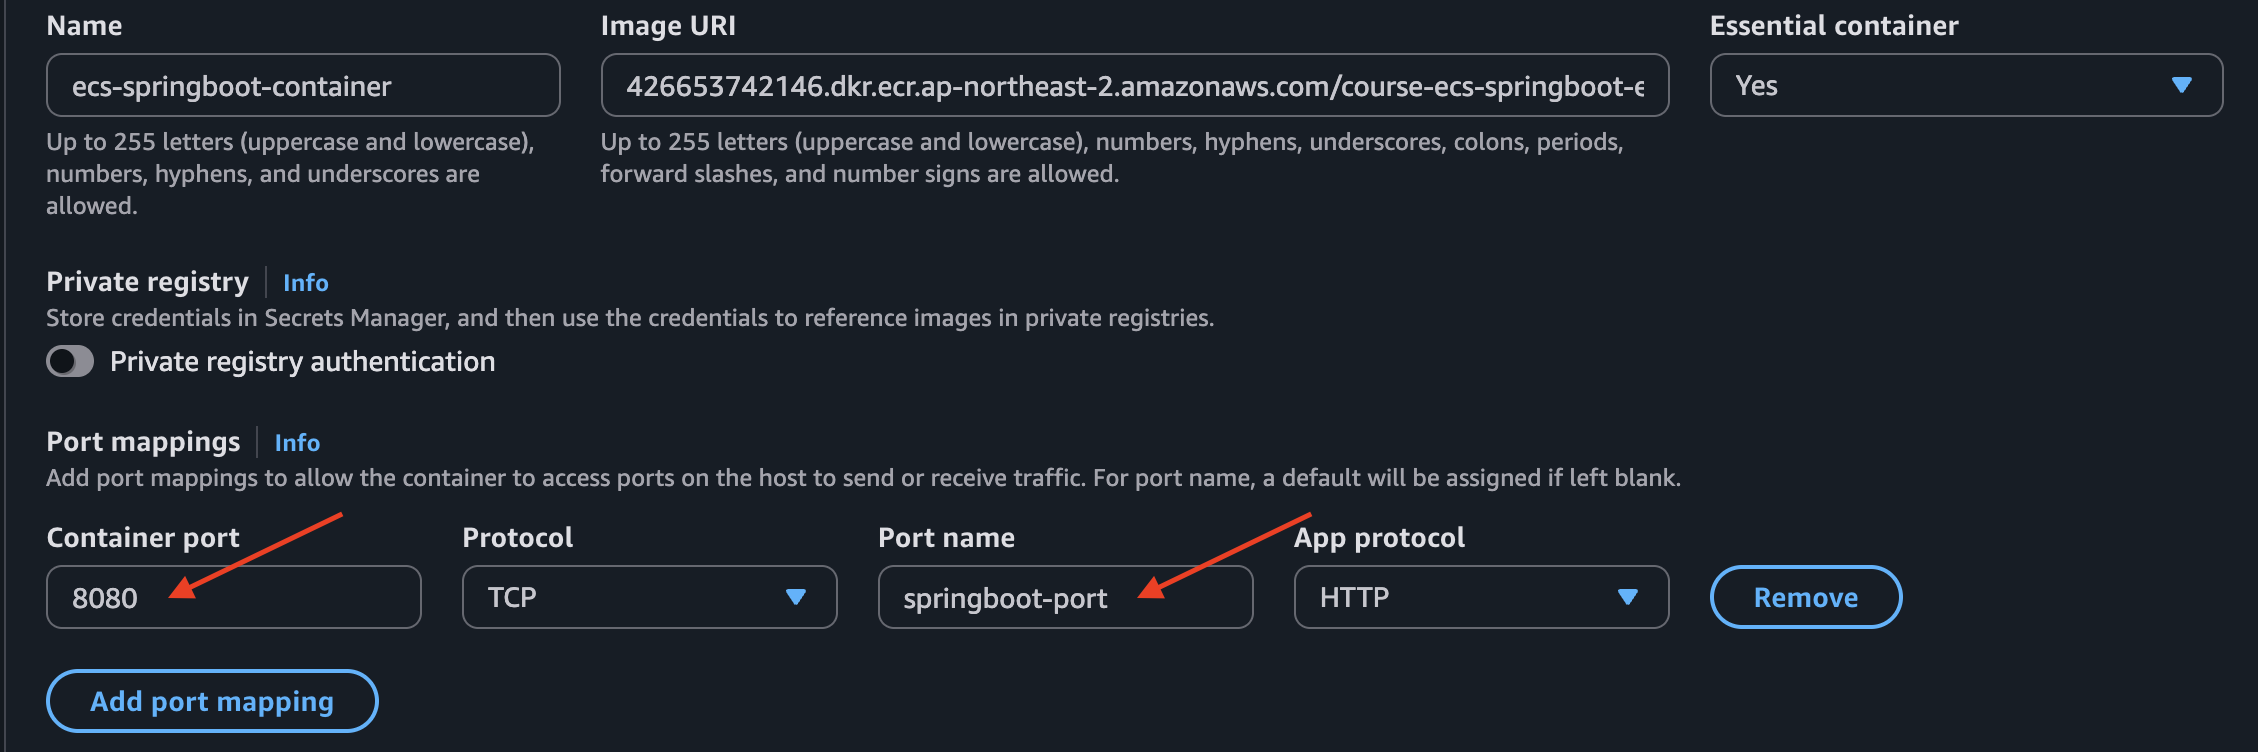 Name
Image URI
Essential container
ecs-springboot-container
426653742146.dkr.ecr.ap-northeast-2.amazonaws.com/course-ecs-springboot-e
Yes
Up to 255 letters (uppercase and lowercase),
numbers, hyphens, and underscores are
allowed.
Up to 255 letters (uppercase and lowercase), numbers, hyphens, underscores, colons, periods,
forward slashes, and number signs are allowed.
Private registry
Info
Store credentials in Secrets Manager, and then use the credentials to reference images in private registries.
Private registry authentication
Port mappings
Info
Add port mappings to allow the container to access ports on the host to send or receive traffic. For port name, a default will be assigned if left blank.
Container port
Protocol
Port name
App protocol
8080
TCP
springboot-port
HTTP
Remove
Add port mapping